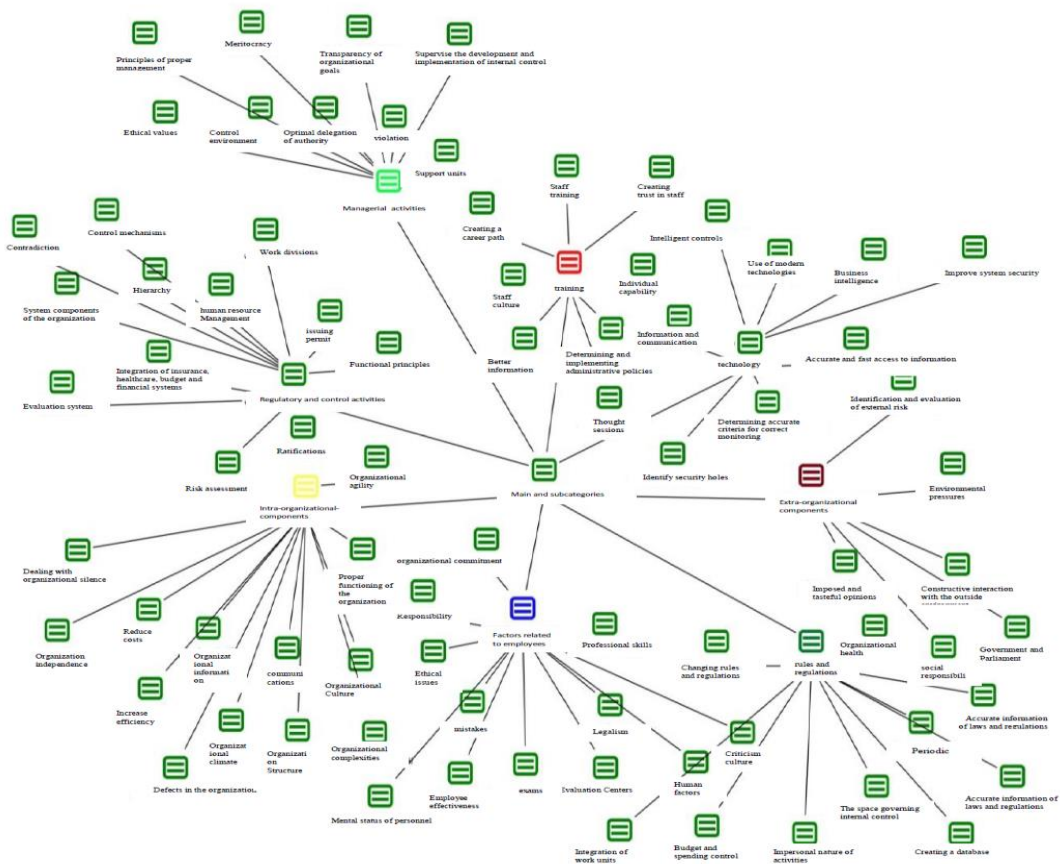 Principles of proper
management
Meritocracy
Transparency of
organizational
goals
Supervise the development and
implementation of internal control
Ethical values
Control
environment
Optimal delegation
of authority
violation
Support units
Managerial activities
Staff
training
Creating
trust in staff
Creating a
career path
training
Staff
culture
Individual
capability
Better
information
Determining and
implementing
administrative policies
Thought
sessions
Intelligent controls
Use of modern
technologies
Business
intelligence
Improve system security
Information and
communication
technology
Accurate and fast access to information
Determining accurate
criteria for correct
monitoring
Identify security holes
Identification and evaluation
of external risk
Contradiction
Control mechanisms
Work divisions
Hierarchy
System components
of the organization
human resource
Management
issuing
permit
Functional principles
Integration of insurance,
healthcare, budget and
financial systems
Evaluation system
Regulatory and control activities
Ratifications
Risk assessment
Organizational
agility
Intra-organizational-
components
Main and subcategories
Extra-organizational
components
Environmental
pressures
Dealing with
organizational silence
Proper
functioning of
the organization
Organization
independence
Reduce
costs
Organizat
ional
informati
on
communi
cations
Organizational
Culture
Increase
efficiency
Organizat
ional
climate
Organizati
on
Structure
Organizational
complexities
Defects in the organization.
organizational commitment
Responsibility
Factors related
to employees
Professional skills
Ethical
issues
mistakes
Legalism
Criticism
culture
Mental status of personnel
Employee
effectiveness
exams
Evaluation Centers
Human
factors
Imposed and
tasteful opinions
Constructive interaction
with the outside
Organizational
health
Government and
Parliament
social
responsibili
Changing rules
and regulations
rules and
regulations
Accurate information
of laws and regulations
Periodic
Accurate information of
laws and regulations
The space governing
internal control
Integration of
work units
Budget and
spending control
Impersonal nature of
activities
Creating a database